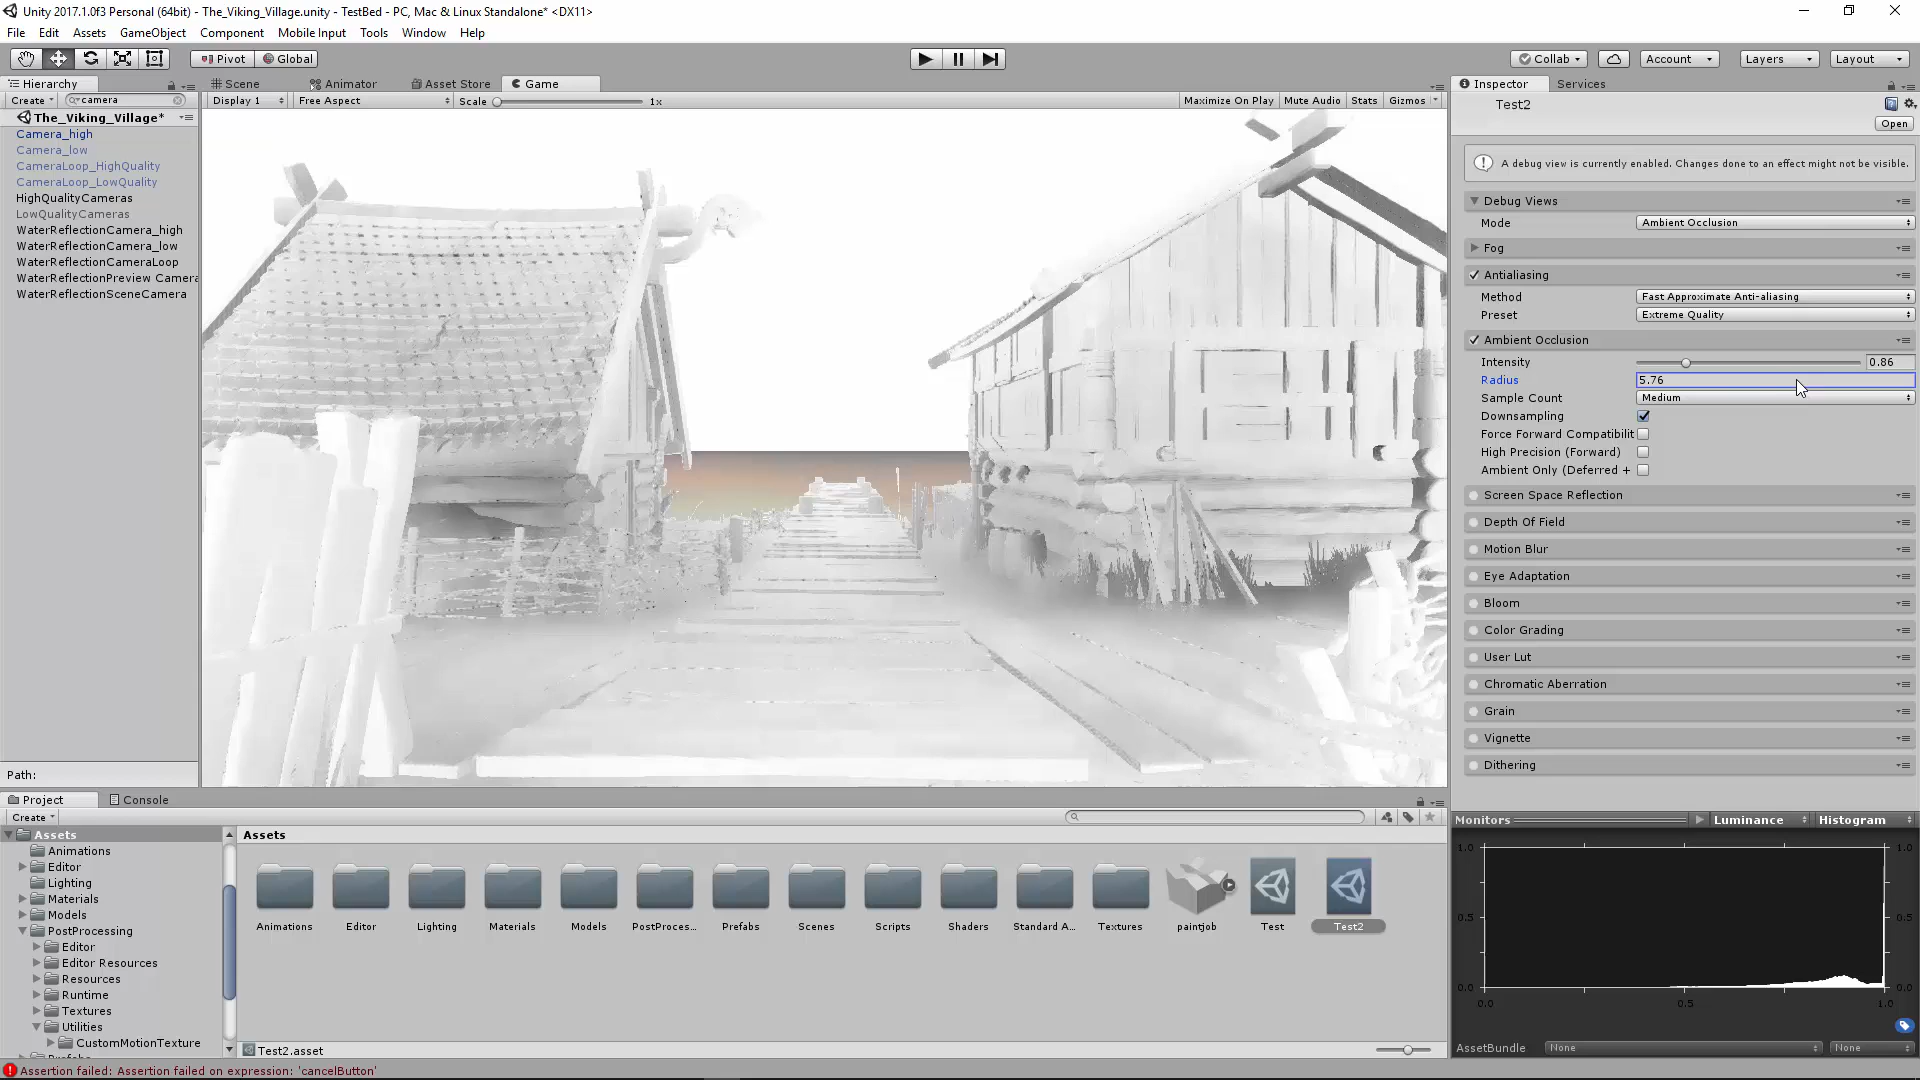 Unity 2017.1.0f3 Personal (64bit) - The_Viking_Village.unity - TestBed - PC, Mac & Linux Standalone* <DX11>
File Edit Assets GameObject Component Mobile Input Tools Window Help
Pivot Global Collab Account Layers Layout
Hierarchy
Create camera
The_Viking_Village*
Camera_high
Camera_low
CameraLoop_HighQuality
CameraLoop_LowQuality
HighQualityCameras
LowQualityCameras
WaterReflectionCamera_high
WaterReflectionCamera_low
WaterReflectionCameraLoop
WaterReflectionPreview Camera
WaterReflectionSceneCamera
Path:
Scene Animator Asset Store Game
Display 1 Free Aspect Scale 1x Maximize On Play Mute Audio Stats Gizmos
Inspector Services
Test2
Open
A debug view is currently enabled. Changes done to an effect might not be visible.
Debug Views
Mode Ambient Occlusion
Fog
Antialiasing
Method Fast Approximate Anti-aliasing
Preset Extreme Quality
Ambient Occlusion
Intensity 0.86
Radius 5.76
Sample Count Medium
Downsampling
Force Forward Compatibilit
High Precision (Forward)
Ambient Only (Deferred +
Screen Space Reflection
Depth Of Field
Motion Blur
Eye Adaptation
Bloom
Color Grading
User Lut
Chromatic Aberration
Grain
Vignette
Dithering
Monitors Luminance Histogram
1.0 1.0
0.5 0.5
0.0 0.0
0.0 0.5 1.0
AssetBundle None None
Project Console
Create
Assets
Animations
Editor
Lighting
Materials
Models
PostProcessing
Editor
Editor Resources
Resources
Runtime
Textures
Utilities
CustomMotionTexture
Prefabs
Assets
Animations Editor Lighting Materials Models PostProces... Prefabs Scenes Scripts Shaders Standard A... Textures paintjob Test Test2
Test2.asset
Assertion failed: Assertion failed on expression: 'cancelButton'